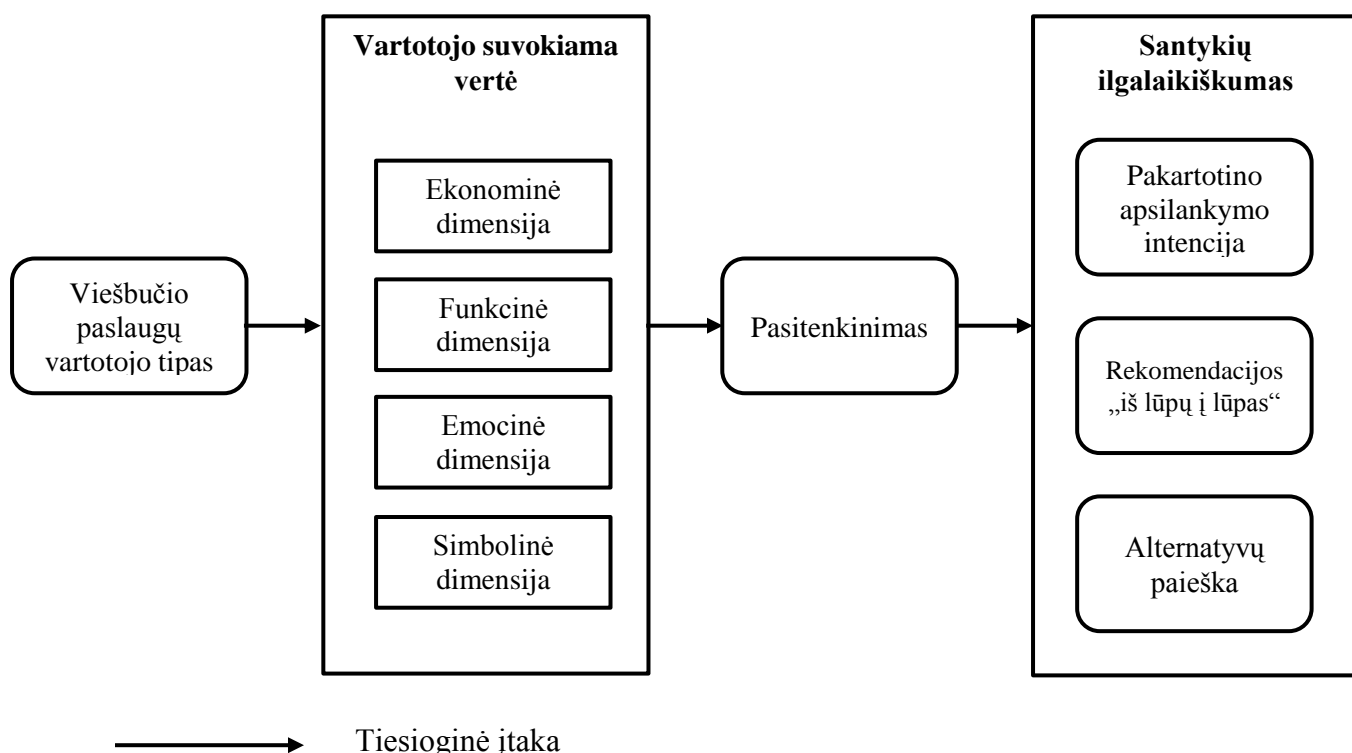 Vartotojo suvokiama
vertė
Ekonominė
dimensija
Funkcinė
dimensija
Emocinė
dimensija
Simbolinė
dimensija
Viešbučio
paslaugų
vartotojo tipas
Pasitenkinimas
Santykių
ilgalaikiškumas
Pakartotino
apsilankymo
intencija
Rekomendacijos
„iš lūpų į lūpas“
Alternatyvų
paieška
Tiesioginė įtaka